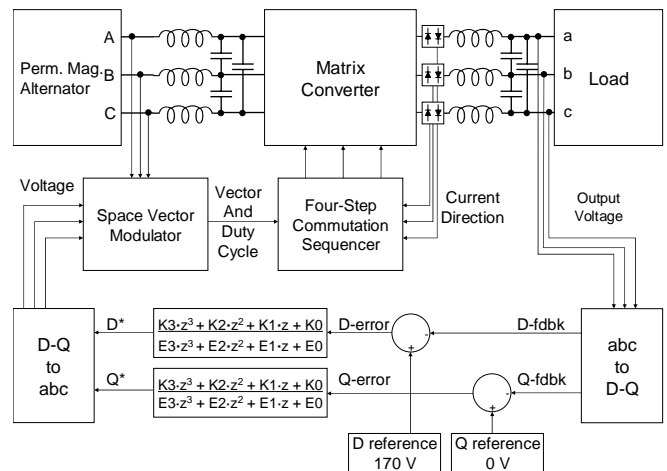 A
B
C
Perm. Mag.
Alternator
Matrix
Converter
a
b
c
Load
Voltage
Space Vector
Modulator
Vector
And
Duty
Cycle
Four-Step
Commutation
Sequencer
Current
Direction
Output
Voltage
D-Q
to
abc
D*
K3·z³ + K2·z² + K1·z + K0
E3·z³ + E2·z² + E1·z + E0
D-error
-
+
D-fdbk
Q*
K3·z³ + K2·z² + K1·z + K0
E3·z³ + E2·z² + E1·z + E0
Q-error
-
+
Q-fdbk
abc
to
D-Q
D reference
170 V
Q reference
0 V